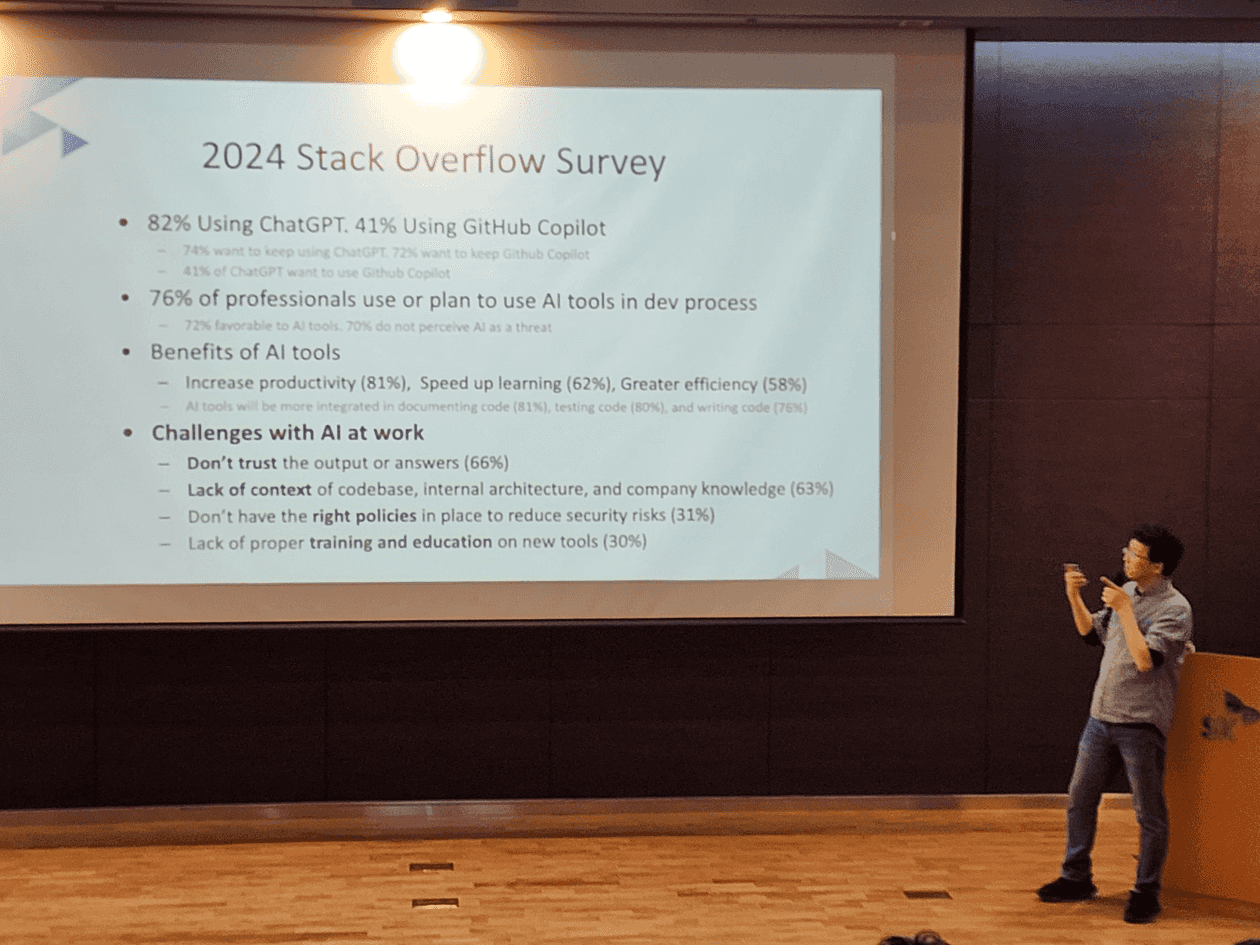 2024 Stack Overflow Survey
• 82% Using ChatGPT. 41% Using GitHub Copilot
– 74% want to keep using ChatGPT. 72% want to keep Github Copilot
– 41% of ChatGPT want to use Github Copilot
• 76% of professionals use or plan to use AI tools in dev process
– 72% favorable to AI tools. 70% do not perceive AI as a threat
• Benefits of AI tools
– Increase productivity (81%), Speed up learning (62%), Greater efficiency (58%)
– AI tools will be more integrated in documenting code (81%), testing code (80%), and writing code (76%)
• Challenges with AI at work
– Don't trust the output or answers (66%)
– Lack of context of codebase, internal architecture, and company knowledge (63%)
– Don't have the right policies in place to reduce security risks (31%)
– Lack of proper training and education on new tools (30%)
SK